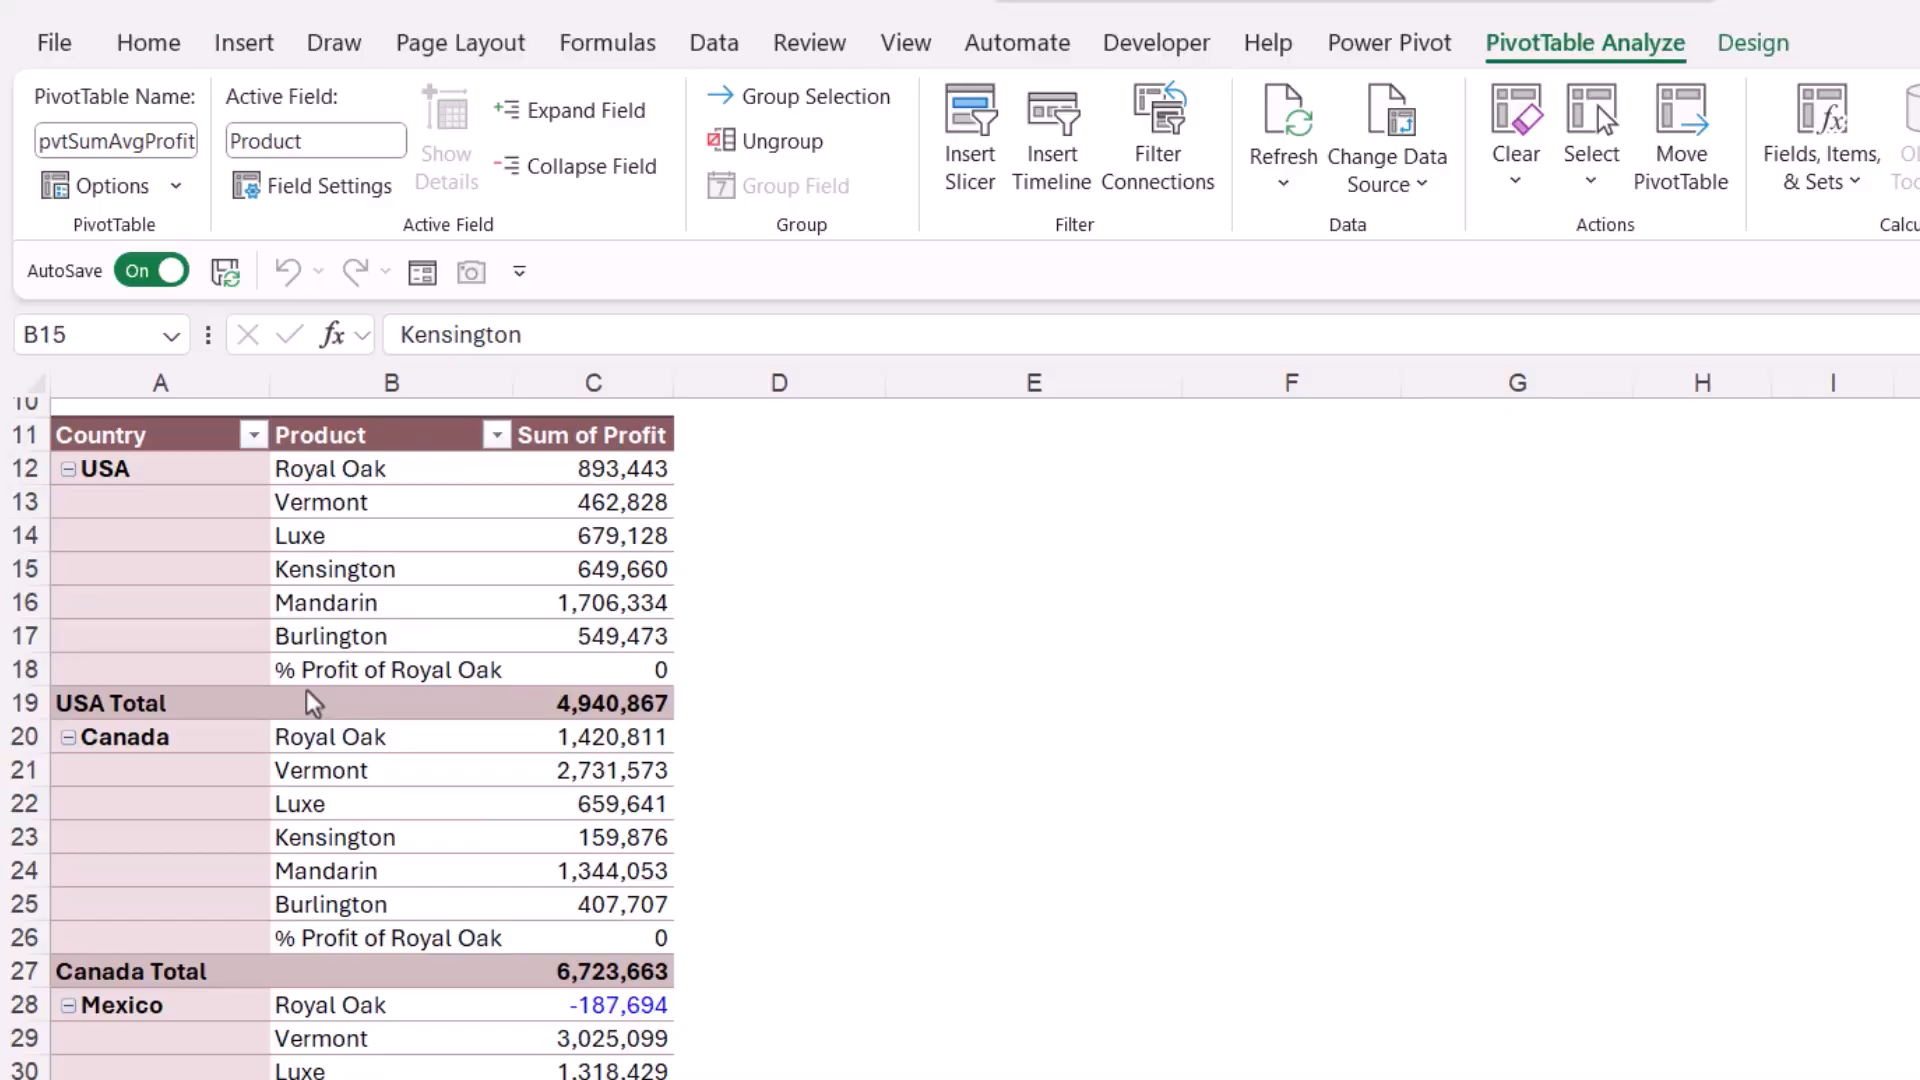 File Home Insert Draw Page Layout Formulas Data Review View Automate Developer Help Power Pivot PivotTable Analyze Design
PivotTable Name:
pvtSumAvgProfit
Options
PivotTable
Active Field:
Product
Field Settings
Show
Details
Expand Field
Collapse Field
Active Field
Group Selection
Ungroup
7 Group Field
Group
Insert
Slicer
Insert
Timeline
Filter
Connections
Filter
Refresh
Change Data
Source
Data
Clear
Select
Move
PivotTable
Actions
Fields, Items,
& Sets
AutoSave On
B15 fx Kensington
A B C D E F G H I
10
11 Country Product Sum of Profit
12 USA Royal Oak 893,443
13 Vermont 462,828
14 Luxe 679,128
15 Kensington 649,660
16 Mandarin 1,706,334
17 Burlington 549,473
18 % Profit of Royal Oak 0
19 USA Total 4,940,867
20 Canada Royal Oak 1,420,811
21 Vermont 2,731,573
22 Luxe 659,641
23 Kensington 159,876
24 Mandarin 1,344,053
25 Burlington 407,707
26 % Profit of Royal Oak 0
27 Canada Total 6,723,663
28 Mexico Royal Oak -187,694
29 Vermont 3,025,099
30 Luxe 1,318,429